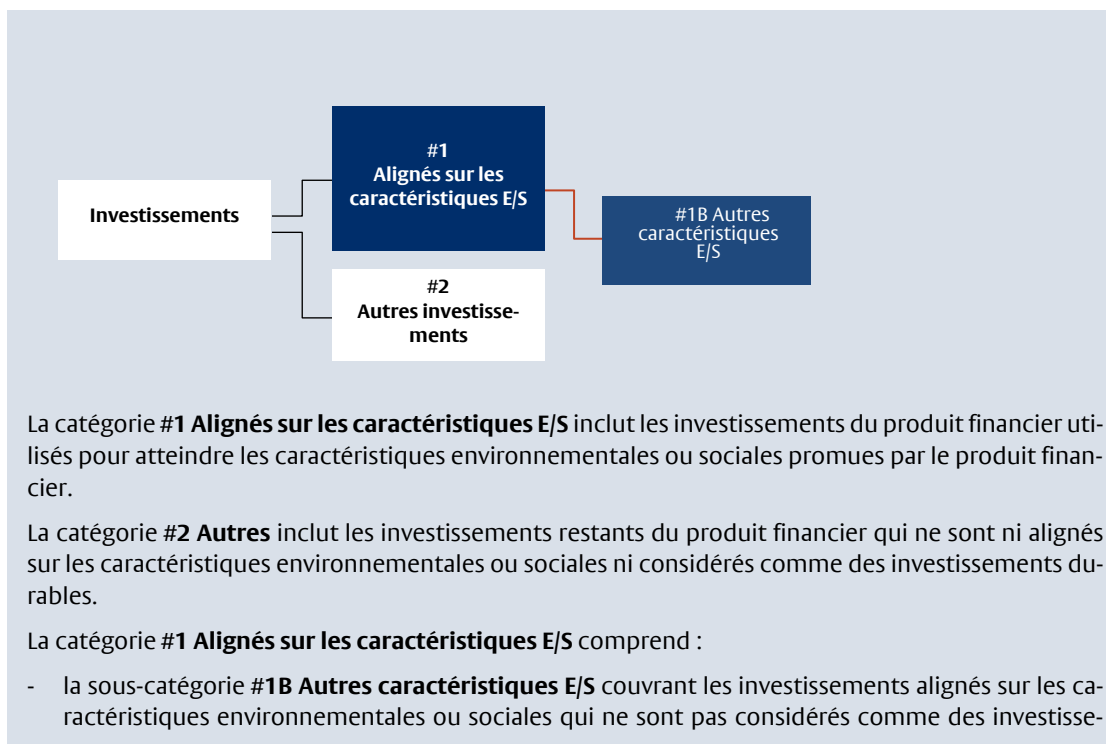 #1
Alignés sur les
caractéristiques E/S
Investissements
#1B Autres
caractéristiques
E/S
#2
Autres investisse-
ments
La catégorie #1 Alignés sur les caractéristiques E/S inclut les investissements du produit financier uti-
lisés pour atteindre les caractéristiques environnementales ou sociales promues par le produit finan-
cier.
La catégorie #2 Autres inclut les investissements restants du produit financier qui ne sont ni alignés
sur les caractéristiques environnementales ou sociales ni considérés comme des investissements du-
rables.
La catégorie #1 Alignés sur les caractéristiques E/S comprend :
- la sous-catégorie #1B Autres caractéristiques E/S couvrant les investissements alignés sur les ca-
ractéristiques environnementales ou sociales qui ne sont pas considérés comme des investisse-